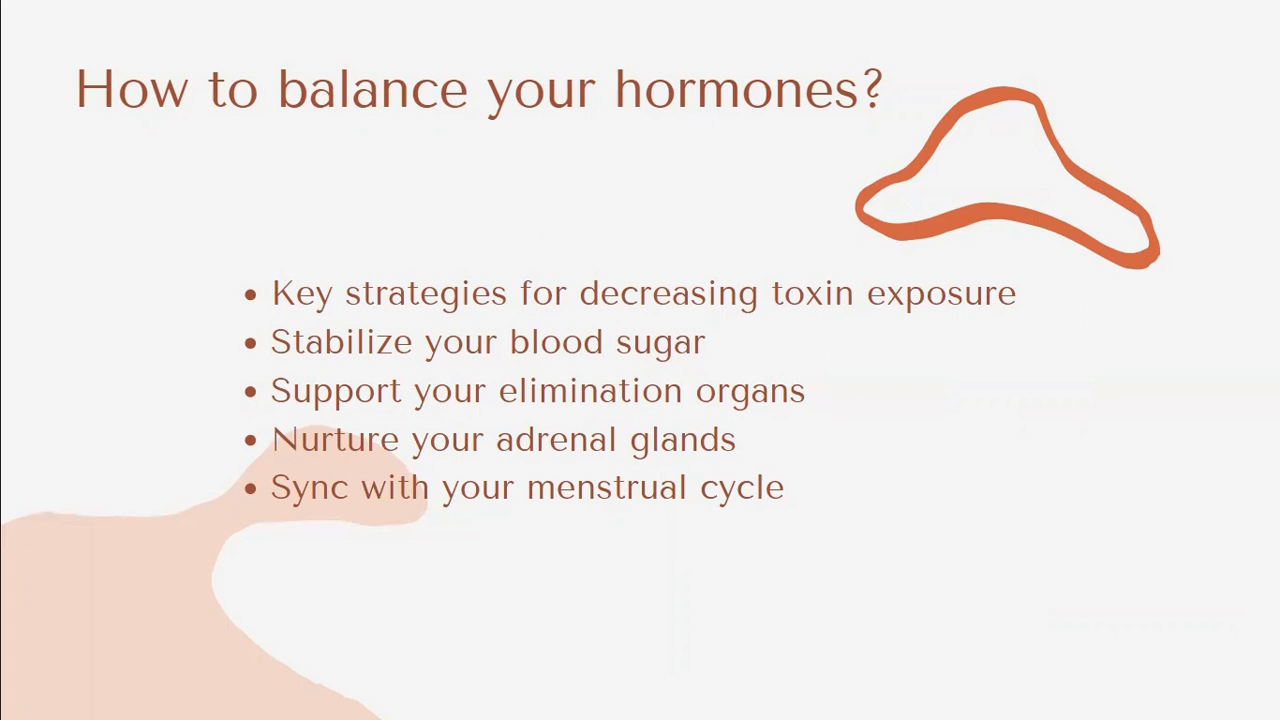 How to balance your hormones?
• Key strategies for decreasing toxin exposure
• Stabilize your blood sugar
• Support your elimination organs
• Nurture your adrenal glands
• Sync with your menstrual cycle